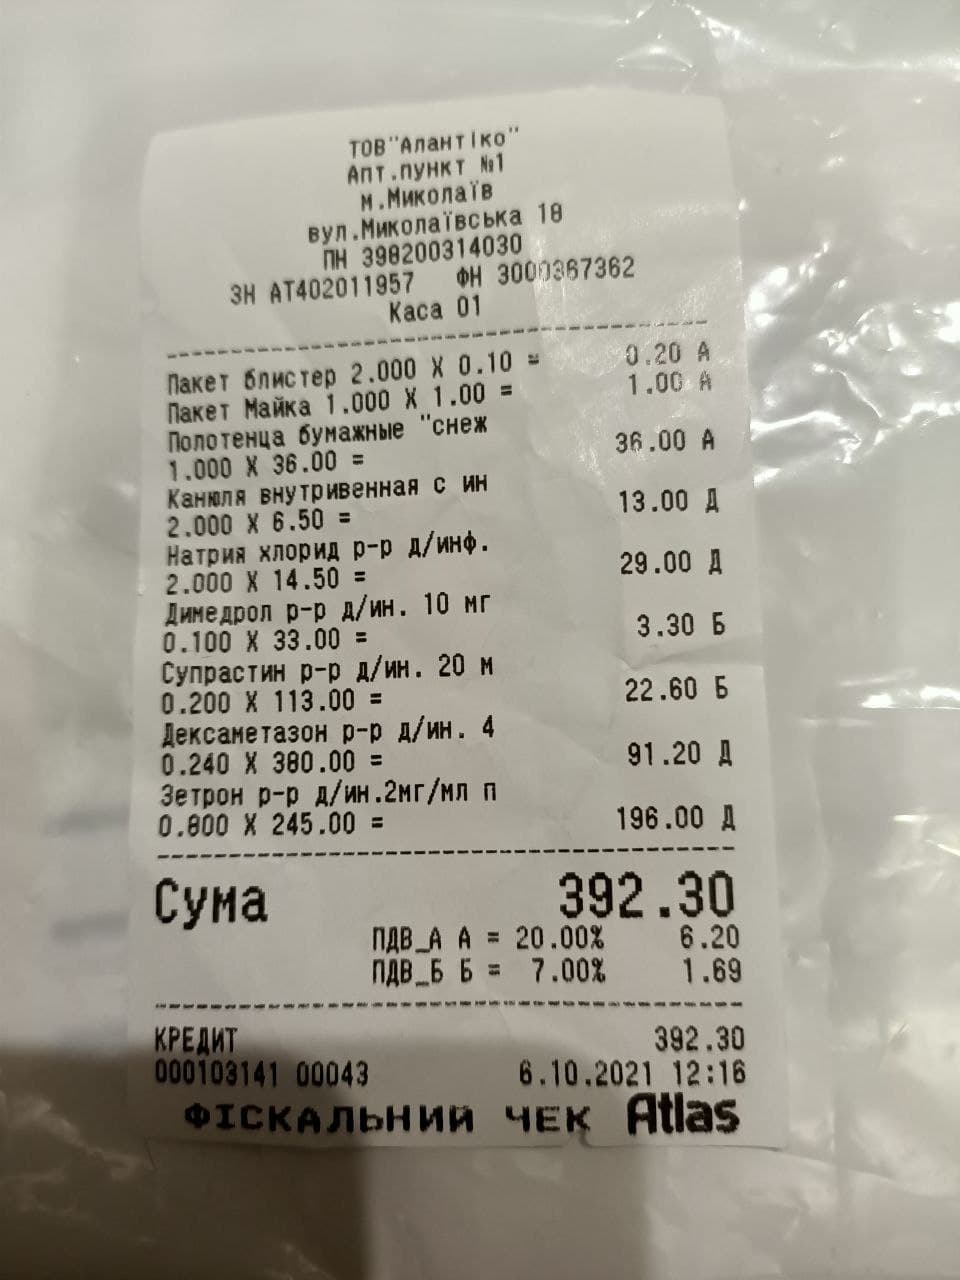 ТОВ"Алантіко"
Апт.пункт №1
м.Миколаїв
вул.Миколаївська 18
ПН 398200314030
ЗН АТ402011957 ФН 3000367362
Каса 01
Пакет блистер 2.000 X 0.10 = 0.20 А
Пакет Майка 1.000 X 1.00 = 1.00 А
Полотенца бумажные "снеж
1.000 X 36.00 = 36.00 А
Канюля внутривенная с ин
2.000 X 6.50 = 13.00 Д
Натрия хлорид р-р д/инф.
2.000 X 14.50 = 29.00 Д
Димедрол р-р д/ин. 10 мг
0.100 X 33.00 = 3.30 Б
Супрастин р-р д/ин. 20 м
0.200 X 113.00 = 22.60 Б
Дексаметазон р-р д/ин. 4
0.240 X 380.00 = 91.20 Д
Зетрон р-р д/ин.2мг/мл п
0.800 X 245.00 = 196.00 Д
Сума 392.30
ПДВ_А А = 20.00% 6.20
ПДВ_Б Б = 7.00% 1.69
КРЕДИТ 392.30
000103141 00043 6.10.2021 12:16
ФІСКАЛЬНИЙ ЧЕК Atlas